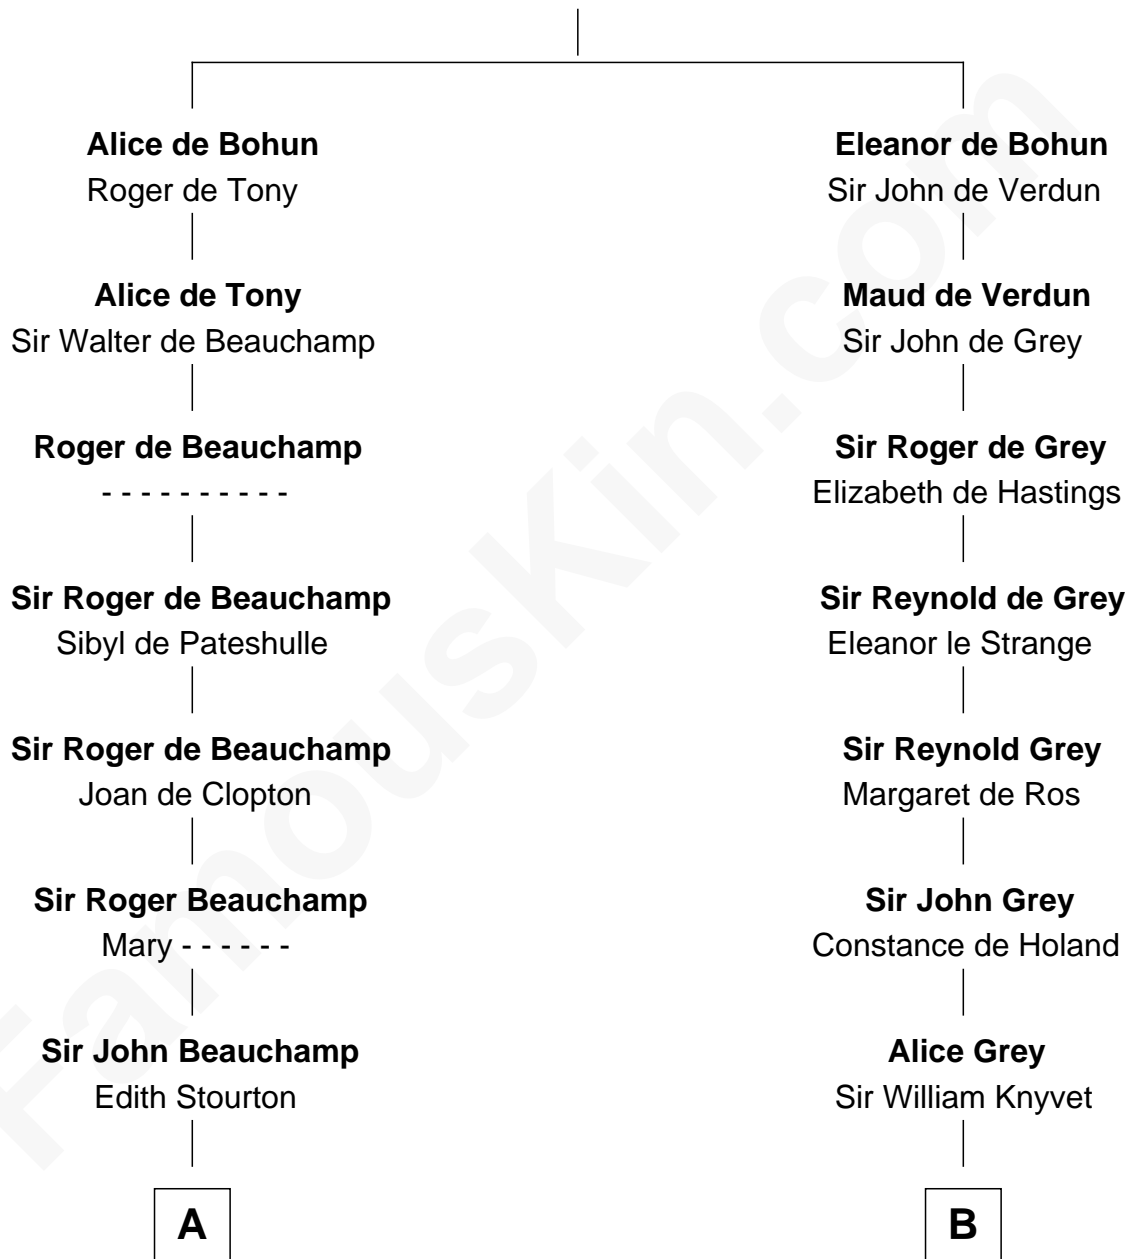 Alice de Bohun
Roger de Tony
Eleanor de Bohun
Sir John de Verdun
Alice de Tony
Sir Walter de Beauchamp
Maud de Verdun
Sir John de Grey
Roger de Beauchamp
- - - - - - - - - -
Sir Roger de Grey
Elizabeth de Hastings
Sir Roger de Beauchamp
Sibyl de Pateshulle
Sir Reynold de Grey
Eleanor le Strange
Sir Roger de Beauchamp
Joan de Clopton
Sir Reynold Grey
Margaret de Ros
Sir Roger Beauchamp
Mary - - - - - -
Sir John Grey
Constance de Holand
Sir John Beauchamp
Edith Stourton
Alice Grey
Sir William Knyvet
A
B
FamousKin.com